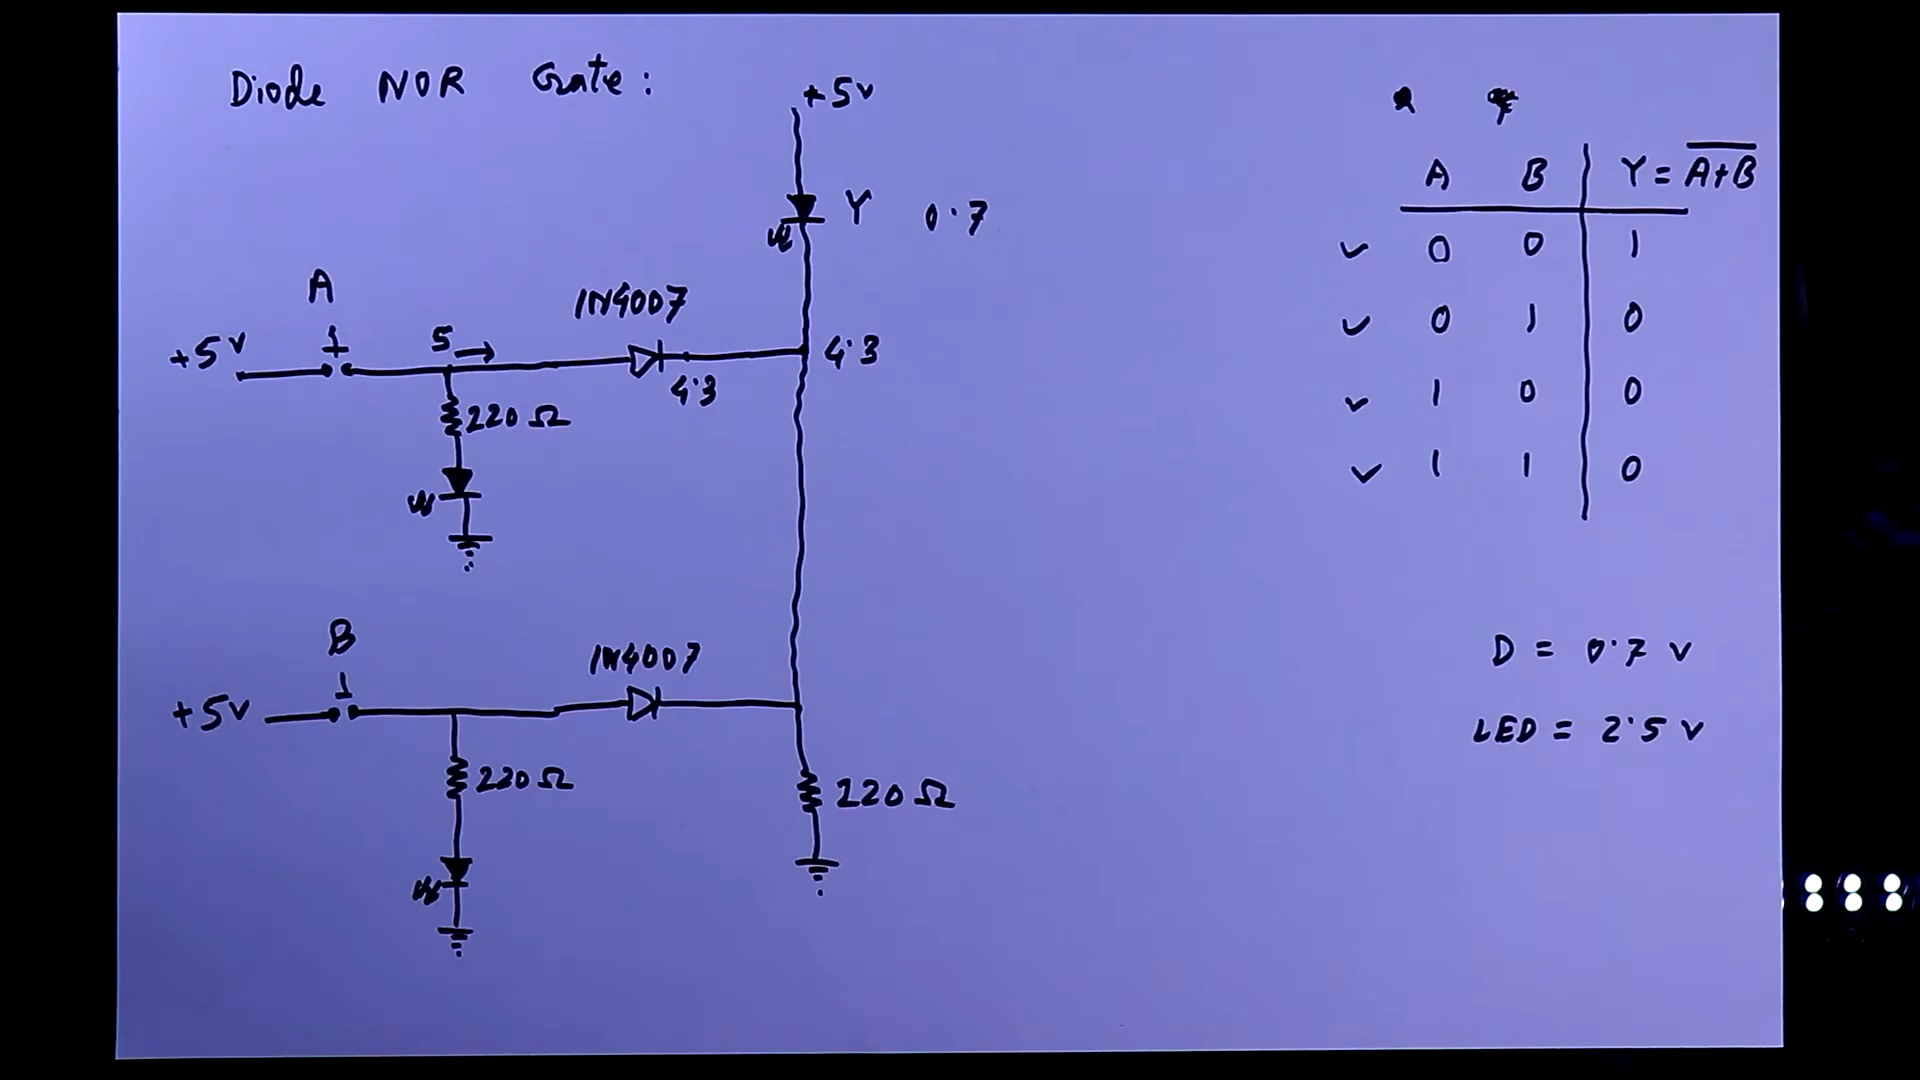 Diode NOR Gate:
+5v
Y 0.7
A
+5v
5
1N4007
4.3
4.3
220 Ω
B
+5v
1N4007
220 Ω
220 Ω
A B Y = A+B
0 0 1
0 1 0
1 0 0
1 1 0
D = 0.7 v
LED = 2.5 v